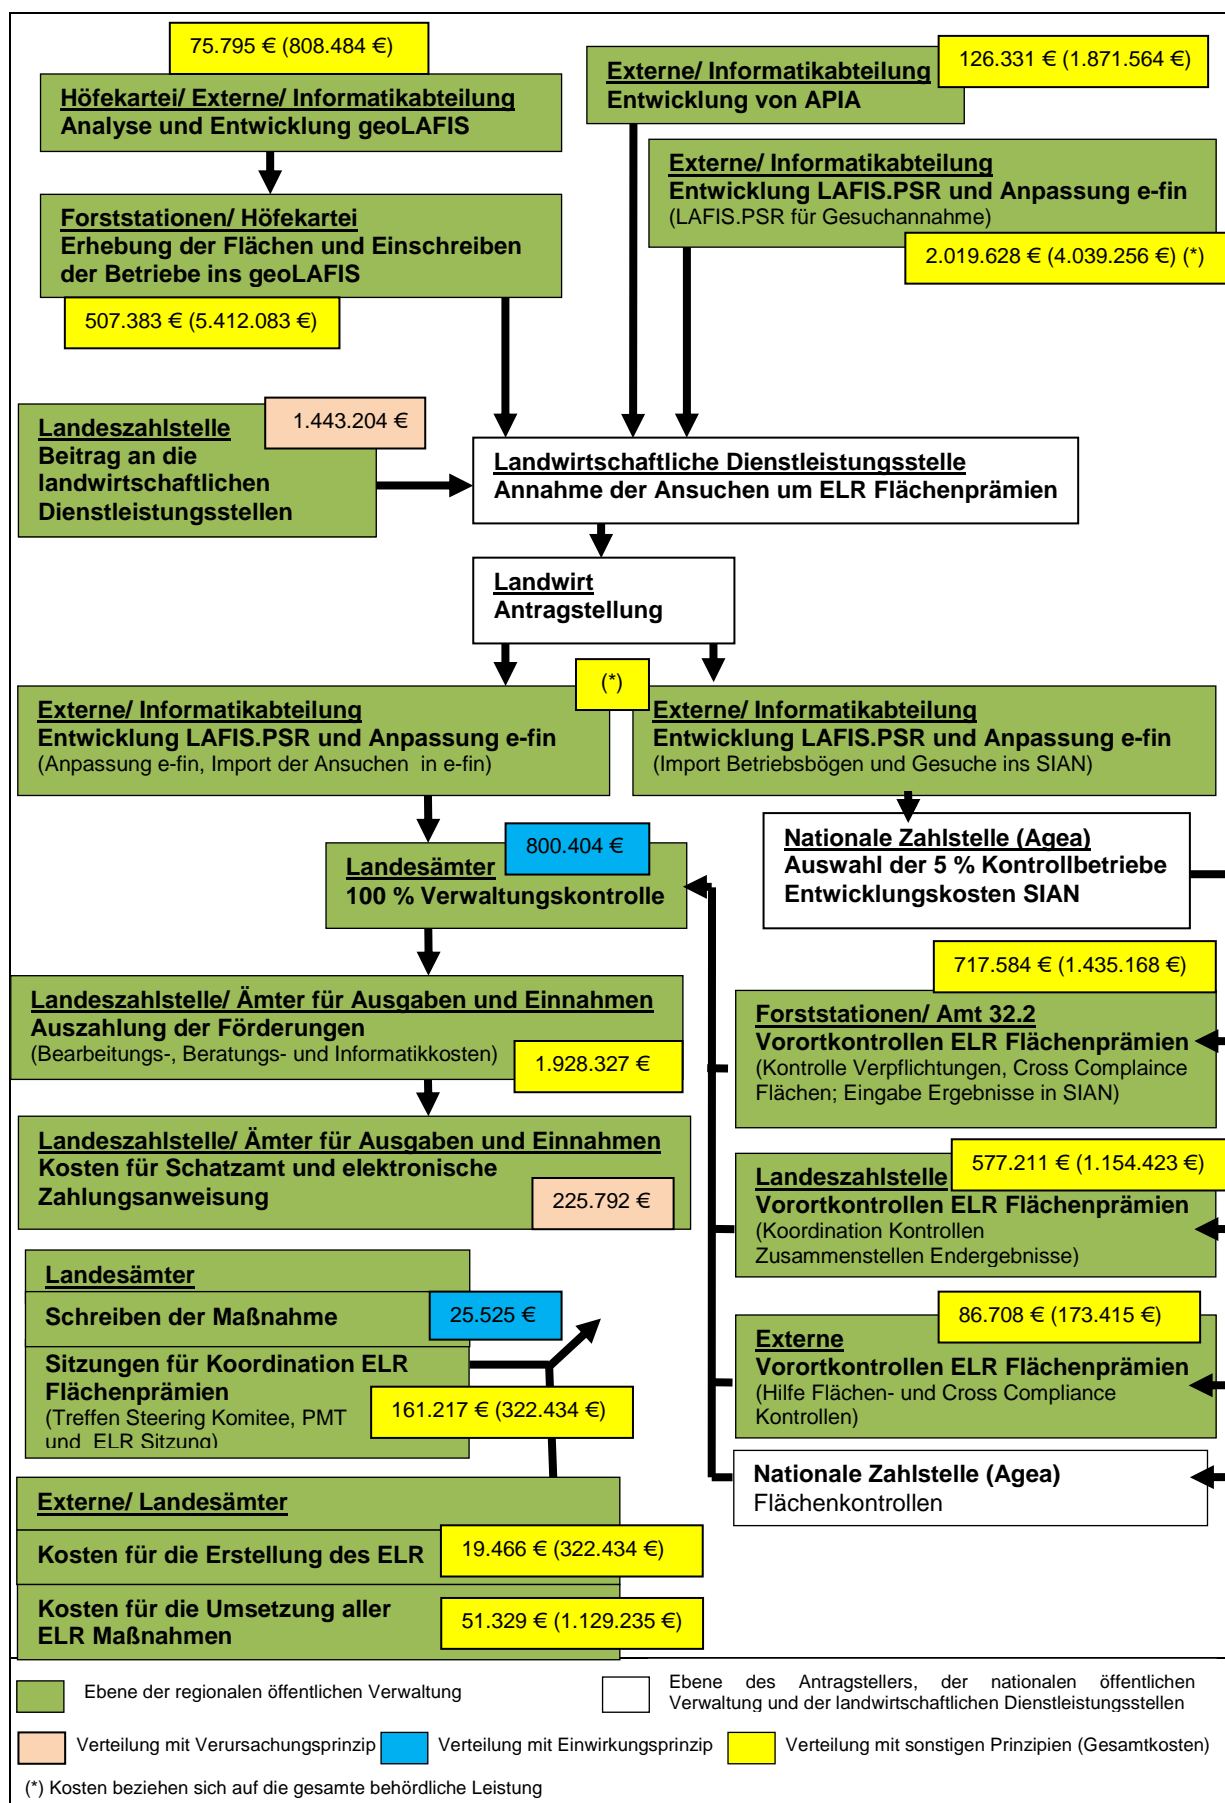 75.795 € (808.484 €)
Höfekartei/ Externe/ Informatikabteilung
Analyse und Entwicklung geoLAFIS
126.331 € (1.871.564 €)
Externe/ Informatikabteilung
Entwicklung von APIA
Externe/ Informatikabteilung
Entwicklung LAFIS.PSR und Anpassung e-fin
(LAFIS.PSR für Gesuchannahme)
2.019.628 € (4.039.256 €) (*)
Forststationen/ Höfekartei
Erhebung der Flächen und Einschreiben
der Betriebe ins geoLAFIS
507.383 € (5.412.083 €)
1.443.204 €
Landeszahlstelle
Beitrag an die
landwirtschaftlichen
Dienstleistungsstellen
Landwirtschaftliche Dienstleistungsstelle
Annahme der Ansuchen um ELR Flächenprämien
Landwirt
Antragstellung
(*)
Externe/ Informatikabteilung
Entwicklung LAFIS.PSR und Anpassung e-fin
(Anpassung e-fin, Import der Ansuchen in e-fin)
Externe/ Informatikabteilung
Entwicklung LAFIS.PSR und Anpassung e-fin
(Import Betriebsbögen und Gesuche ins SIAN)
800.404 €
Landesämter
100 % Verwaltungskontrolle
Nationale Zahlstelle (Agea)
Auswahl der 5 % Kontrollbetriebe
Entwicklungskosten SIAN
Landeszahlstelle/ Ämter für Ausgaben und Einnahmen
Auszahlung der Förderungen
(Bearbeitungs-, Beratungs- und Informatikkosten)
1.928.327 €
717.584 € (1.435.168 €)
Forststationen/ Amt 32.2
Vorortkontrollen ELR Flächenprämien
(Kontrolle Verpflichtungen, Cross Complaince
Flächen; Eingabe Ergebnisse in SIAN)
Landeszahlstelle/ Ämter für Ausgaben und Einnahmen
Kosten für Schatzamt und elektronische
Zahlungsanweisung
225.792 €
577.211 € (1.154.423 €)
Landeszahlstelle
Vorortkontrollen ELR Flächenprämien
(Koordination Kontrollen
Zusammenstellen Endergebnisse)
Landesämter
Schreiben der Maßnahme
25.525 €
Sitzungen für Koordination ELR
Flächenprämien
(Treffen Steering Komitee, PMT
und ELR Sitzung)
161.217 € (322.434 €)
86.708 € (173.415 €)
Externe
Vorortkontrollen ELR Flächenprämien
(Hilfe Flächen- und Cross Compliance
Kontrollen)
Nationale Zahlstelle (Agea)
Flächenkontrollen
Externe/ Landesämter
Kosten für die Erstellung des ELR
19.466 € (322.434 €)
Kosten für die Umsetzung aller
ELR Maßnahmen
51.329 € (1.129.235 €)
Ebene der regionalen öffentlichen Verwaltung
Ebene des Antragstellers, der nationalen öffentlichen
Verwaltung und der landwirtschaftlichen Dienstleistungsstellen
Verteilung mit Verursachungsprinzip
Verteilung mit Einwirkungsprinzip
Verteilung mit sonstigen Prinzipien (Gesamtkosten)
(*) Kosten beziehen sich auf die gesamte behördliche Leistung